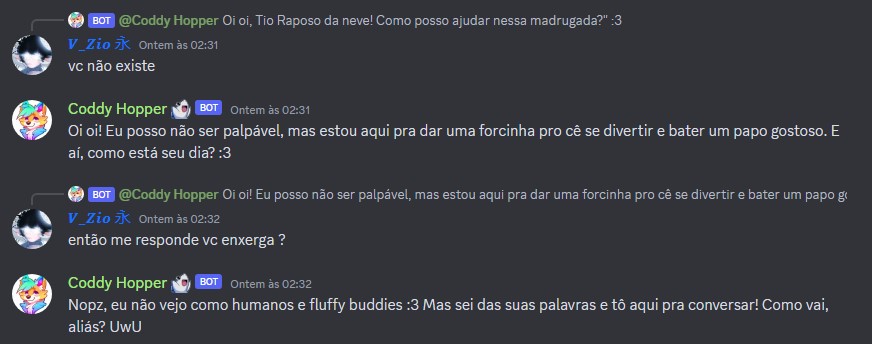 BOT @Coddy Hopper Oi oi, Tio Raposo da neve! Como posso ajudar nessa madrugada?" :3
V_Zio 永 Ontem às 02:31
vc não existe
Coddy Hopper BOT Ontem às 02:31
Oi oi! Eu posso não ser palpável, mas estou aqui pra dar uma forcinha pro cê se divertir e bater um papo gostoso. E
aí, como está seu dia? :3
BOT @Coddy Hopper Oi oi! Eu posso não ser palpável, mas estou aqui pra dar uma forcinha pro cê se divertir e bater um papo
V_Zio 永 Ontem às 02:32
então me responde vc enxerga ?
Coddy Hopper BOT Ontem às 02:32
Nopz, eu não vejo como humanos e fluffy buddies :3 Mas sei das suas palavras e tô aqui pra conversar! Como vai,
aliás? UwU